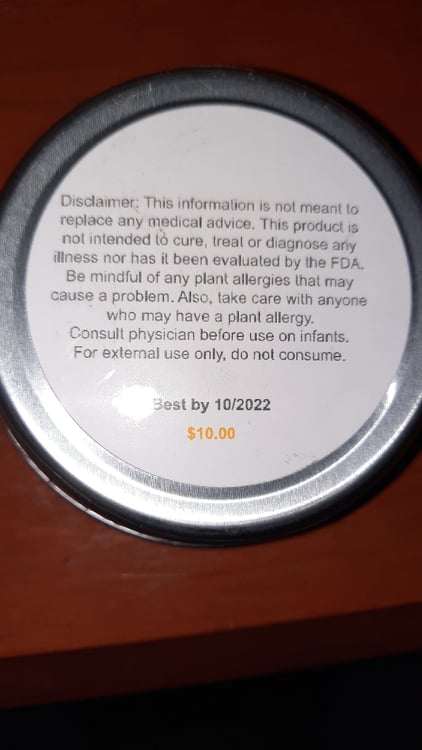 Disclaimer: This information is not meant to
replace any medical advice. This product is
not intended to cure, treat or diagnose any
illness nor has it been evaluated by the FDA.
Be mindful of any plant allergies that may
cause a problem. Also, take care with anyone
who may have a plant allergy.
Consult physician before use on infants.
For external use only, do not consume.
Best by 10/2022
$10.00